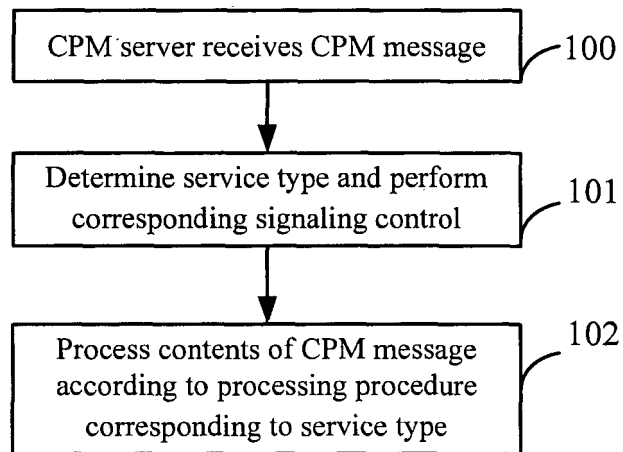 CPM server receives CPM message
100
Determine service type and perform
corresponding signaling control
101
Process contents of CPM message
according to processing procedure
corresponding to service type
102